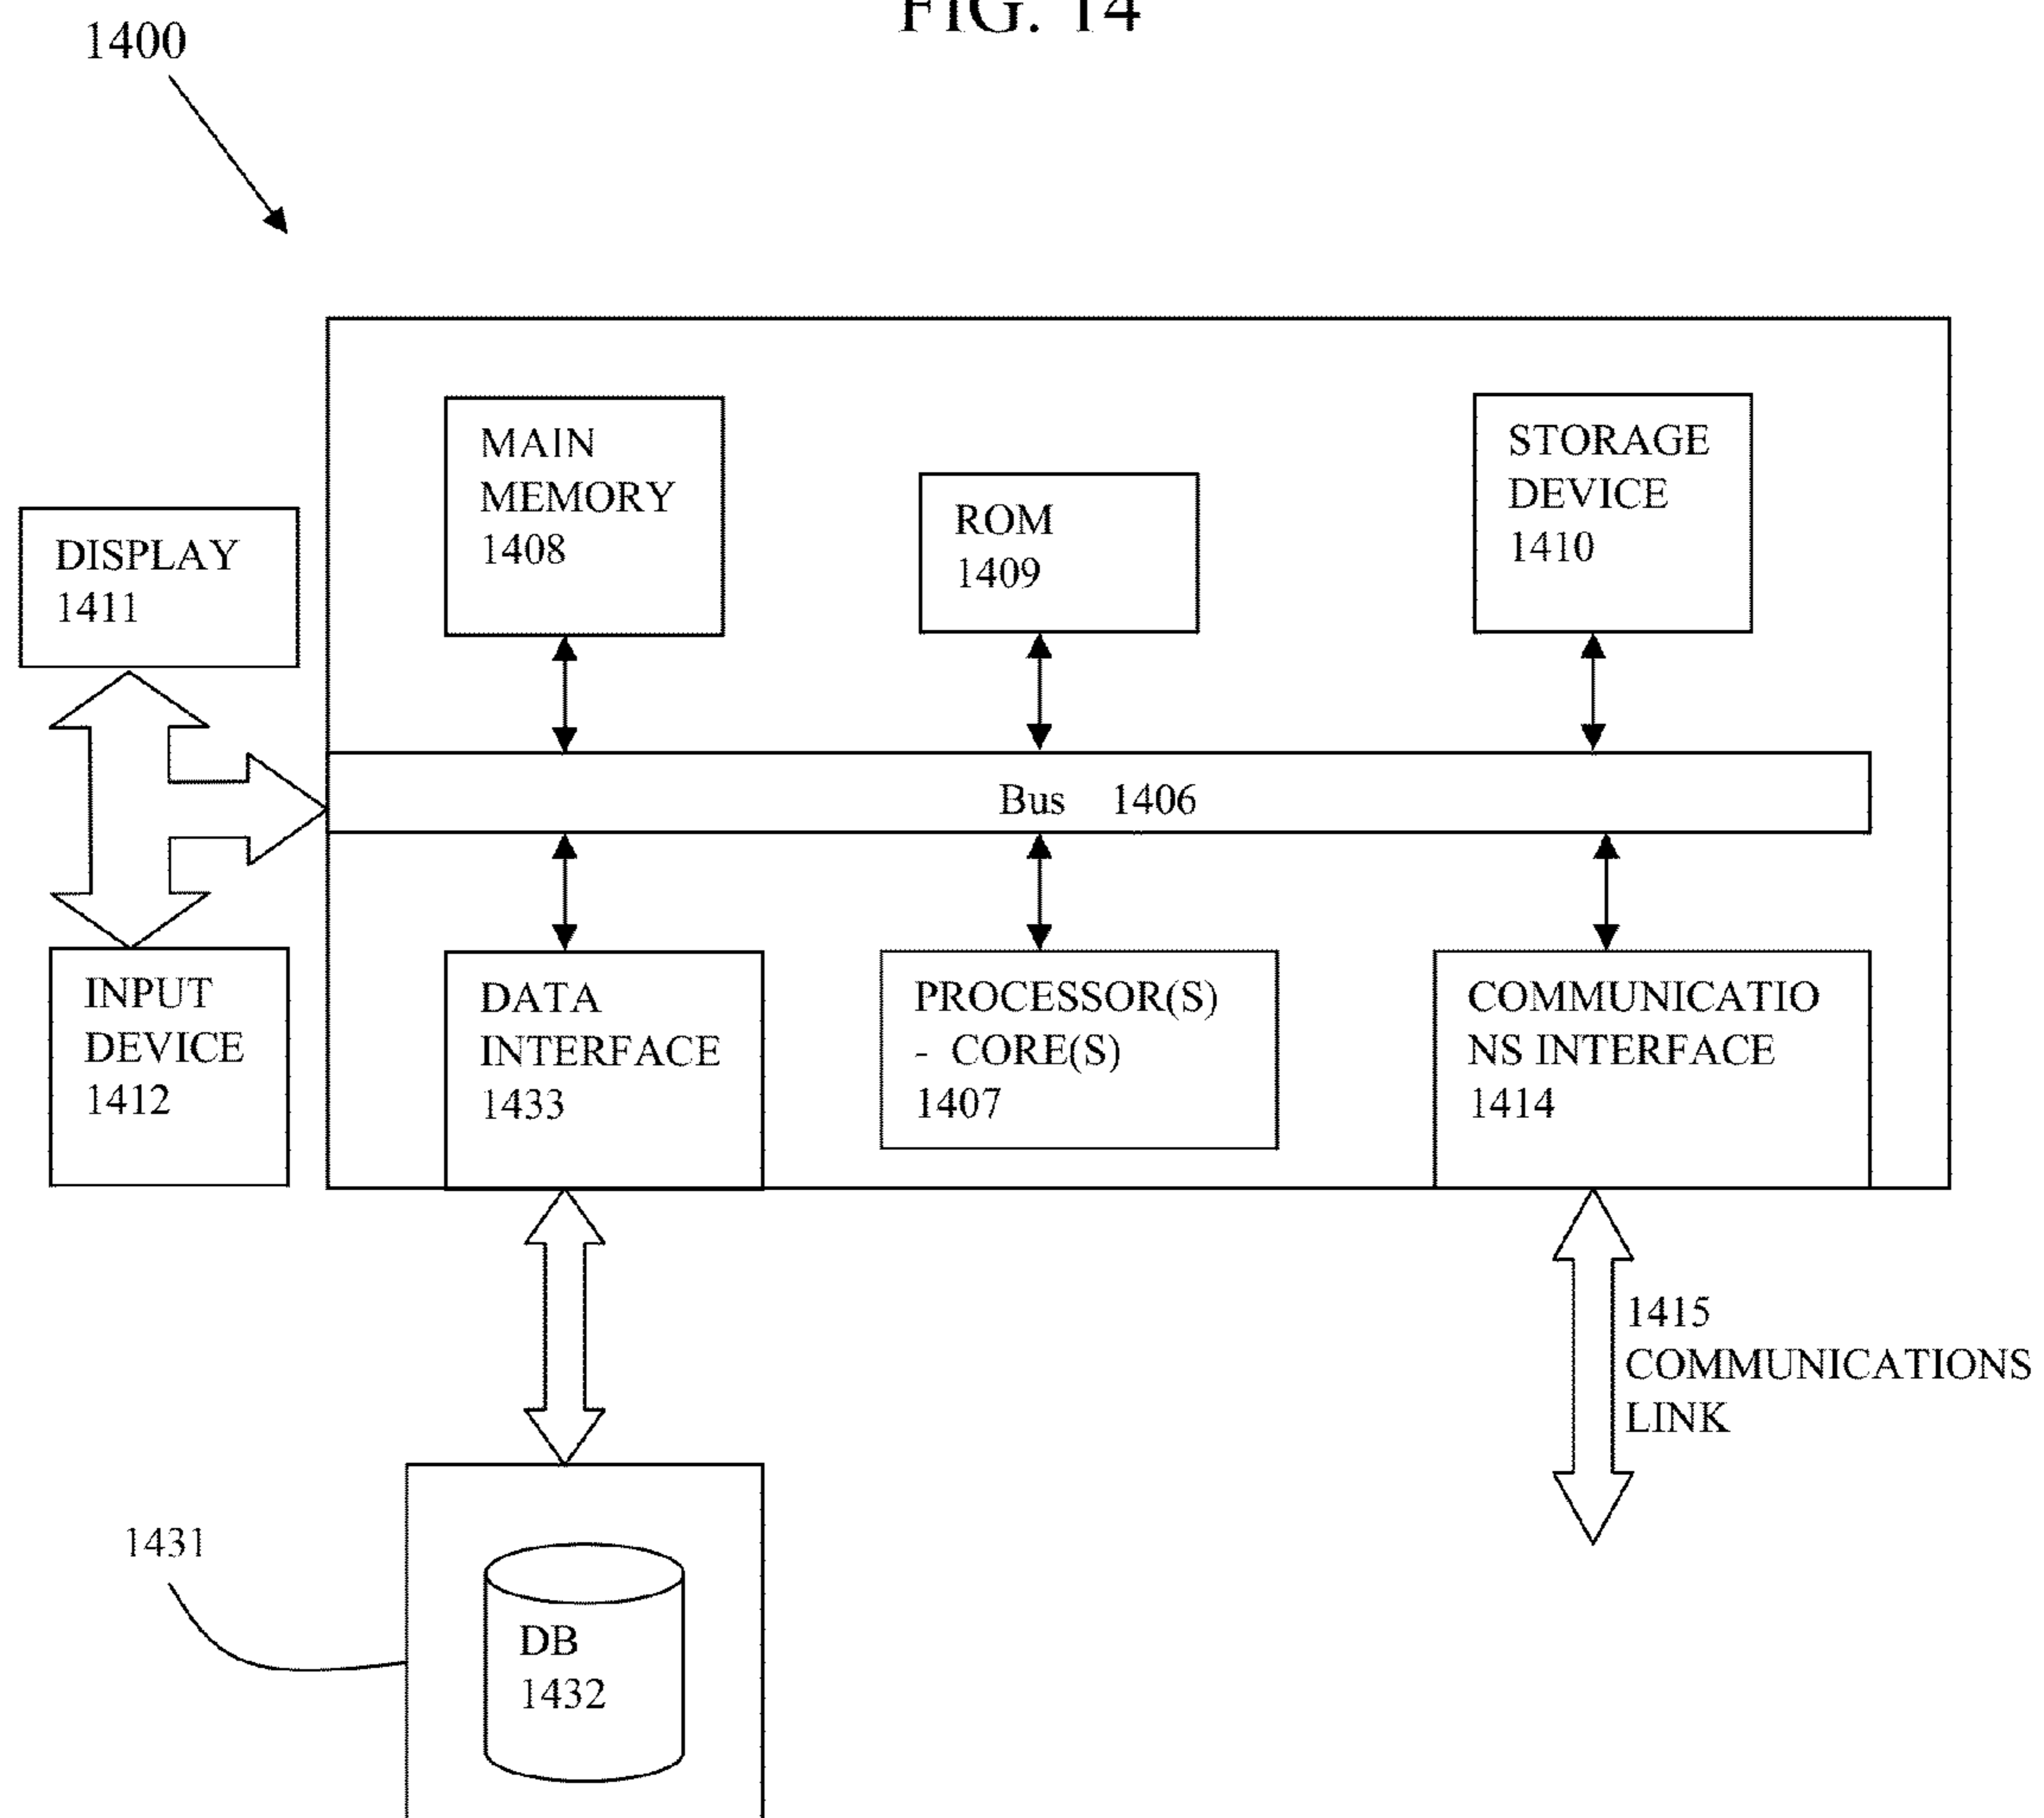 FIG. 14
1400
MAIN
MEMORY
1408
ROM
1409
STORAGE
DEVICE
1410
DISPLAY
1411
Bus 1406
INPUT
DEVICE
1412
DATA
INTERFACE
1433
PROCESSOR(S)
- CORE(S)
1407
COMMUNICATIO
NS INTERFACE
1414
1415
COMMUNICATIONS
LINK
1431
DB
1432